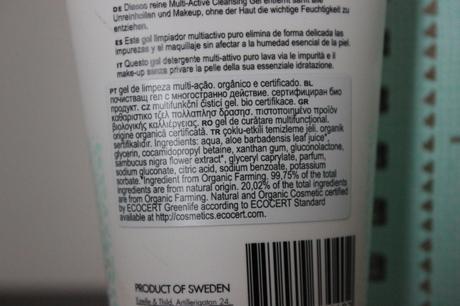 DE Dieses reine Multi-Active Cleansing Gel entfernt sanft alle
Unreinheiten und Makeup, ohne der Haut die wichtige Feuchtigkeit zu
entziehen.
ES Este gol limpiador multiactivo puro elimina de forma delicada las
impurezas y el maquillaje sin afectar a la humedad esencial de la piel.
IT Questo gel detergente multi-attivo puro lava via le impurità e il
make-up senza privare la pelle della sua essenziale idratazione.
PT gel de limpeza multi-ação. orgânico e certificado. BL
почистващ гел с многостранно действие. сертифициран био
продукт. CZ multifunkční čisticí gel. bio certifikace. GR
καθαριστικό τζελ πολλαπλής δρασης. πιστοποιημένο προϊόν
βιολογικής καλλιέργειας. RO gel de curățare multifuncțional.
origine organică certificată. TR çoklu-etkili temizleme jeli. organik
sertifikalıdır. Ingredients: aqua, aloe barbadensis leaf juice*,
glycerin, cocamidopropyl betaine, xanthan gum, gluconolactone,
sambucus nigra flower extract*, glyceryl caprylate, parfum,
sodium gluconate, citric acid, sodium benzoate, potassium
sorbate. *Ingredient from Organic Farming. 99,75% of the total
ingredients are from natural origin. 20,02% of the total ingredients
are from Organic Farming. Natural and Organic Cosmetic certified
by ECOCERT Greenlife according to ECOCERT Standard
available at http://cosmetics.ecocert.com
PRODUCT OF SWEDEN
Estelle & Thild, Artillerigatan 24,